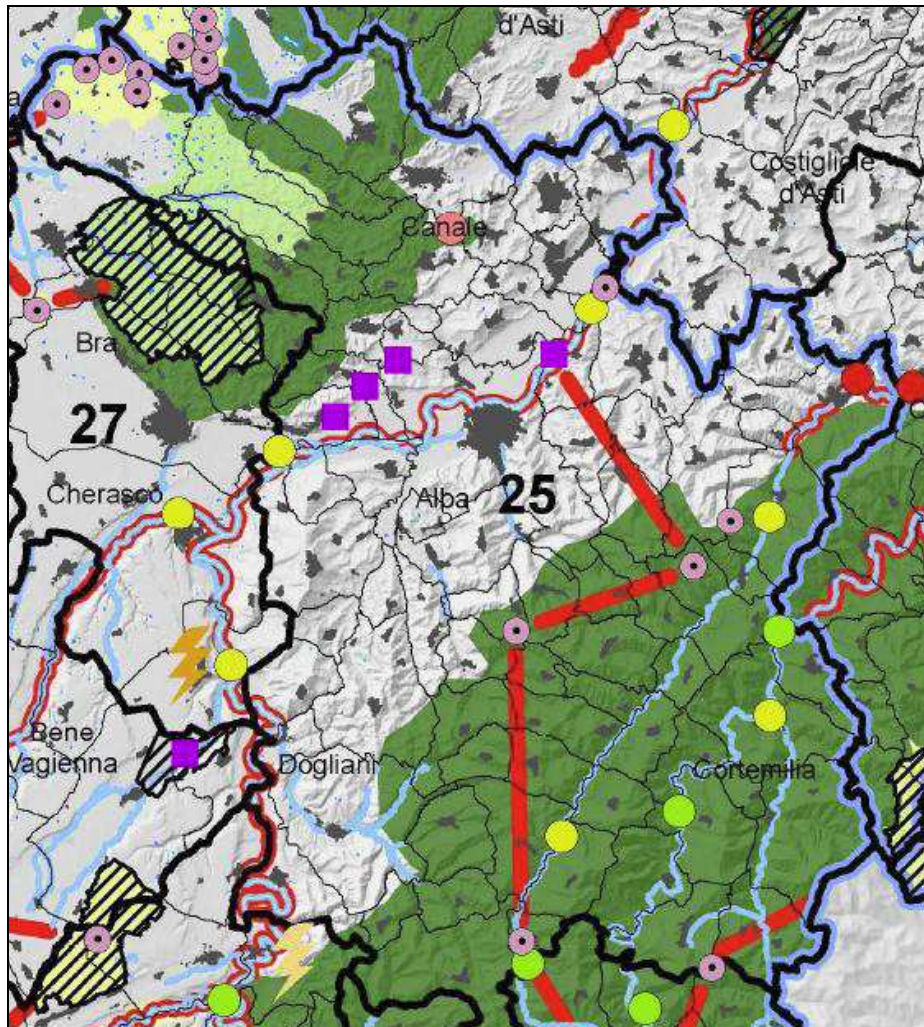 d'Asti
a
Costigliole
d'Asti
Canale
Bra
27
Cherasco
Alba
25
Bene
Vagienna
Dogliani
Cortemilia